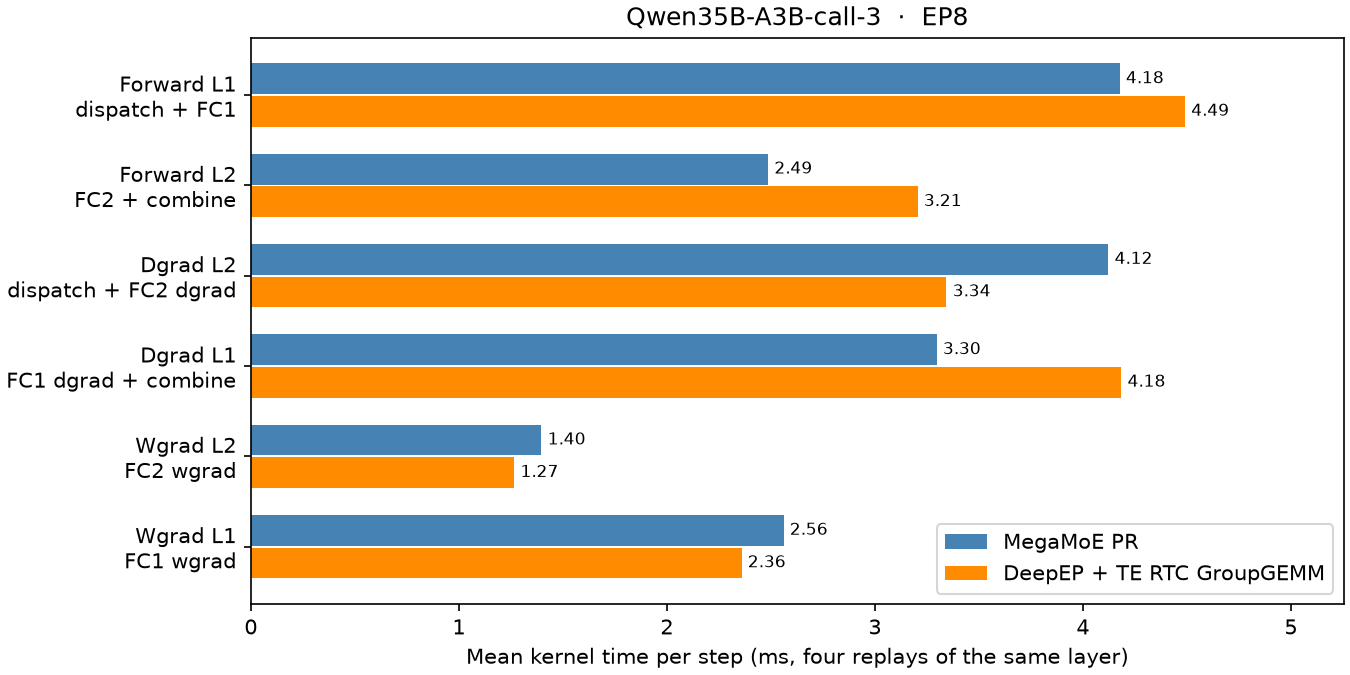 Qwen35B-A3B-call-3 · EP8
Forward L1
dispatch + FC1
4.18
4.49
Forward L2
FC2 + combine
2.49
3.21
Dgrad L2
dispatch + FC2 dgrad
4.12
3.34
Dgrad L1
FC1 dgrad + combine
3.30
4.18
Wgrad L2
FC2 wgrad
1.40
1.27
Wgrad L1
FC1 wgrad
2.56
2.36
MegaMoE PR
DeepEP + TE RTC GroupGEMM
0 1 2 3 4 5
Mean kernel time per step (ms, four replays of the same layer)